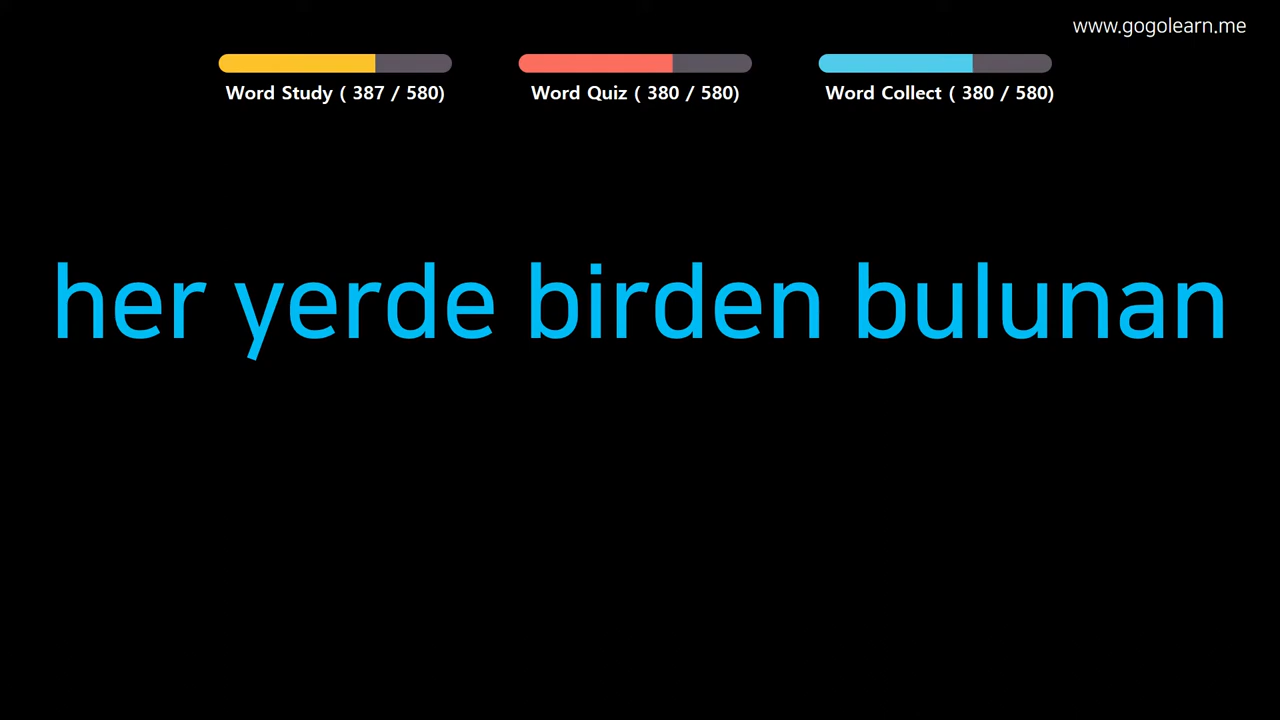 www.gogolearn.me
Word Study ( 387 / 580)
Word Quiz ( 380 / 580)
Word Collect ( 380 / 580)
her yerde birden bulunan